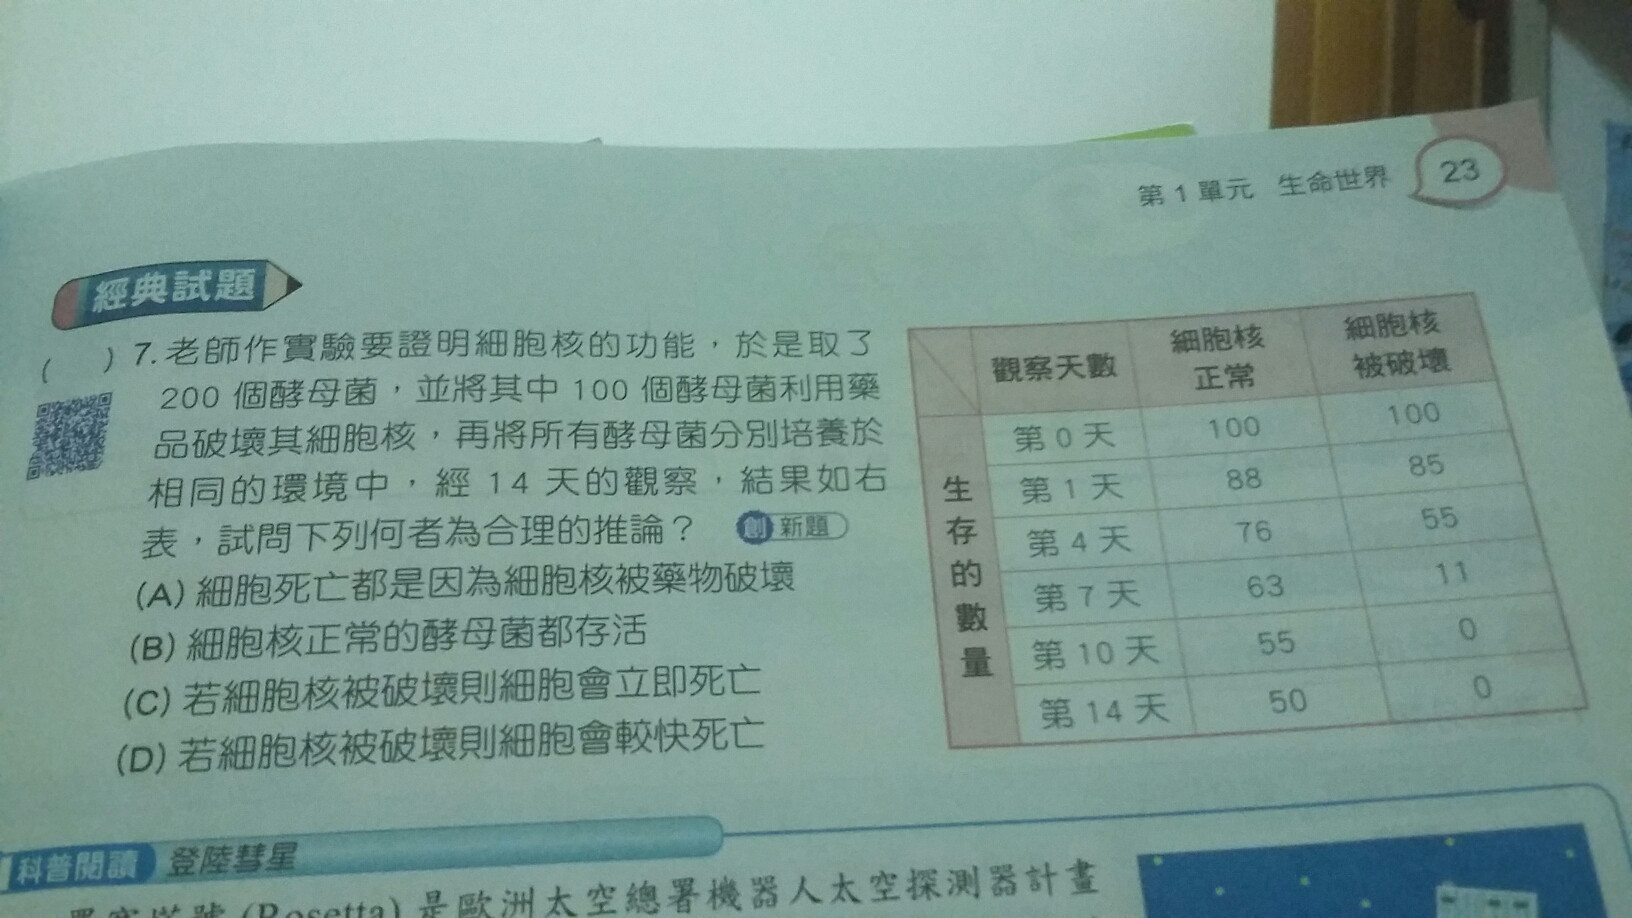 第 1 單元 生命世界 23
經典試題
( ) 7. 老師作實驗要證明細胞核的功能，於是取了
200 個酵母菌，並將其中 100 個酵母菌利用藥
品破壞其細胞核，再將所有酵母菌分別培養於
相同的環境中，經 14 天的觀察，結果如右
表，試問下列何者為合理的推論？ 創新題
(A) 細胞死亡都是因為細胞核被藥物破壞
(B) 細胞核正常的酵母菌都存活
(C) 若細胞核被破壞則細胞會立即死亡
(D) 若細胞核被破壞則細胞會較快死亡
觀察天數 細胞核正常 細胞核被破壞
生存的數量
第 0 天 100 100
第 1 天 88 85
第 4 天 76 55
第 7 天 63 11
第 10 天 55 0
第 14 天 50 0
科普閱讀 登陸彗星
(Rosetta) 是歐洲太空總署機器人太空探測器計畫